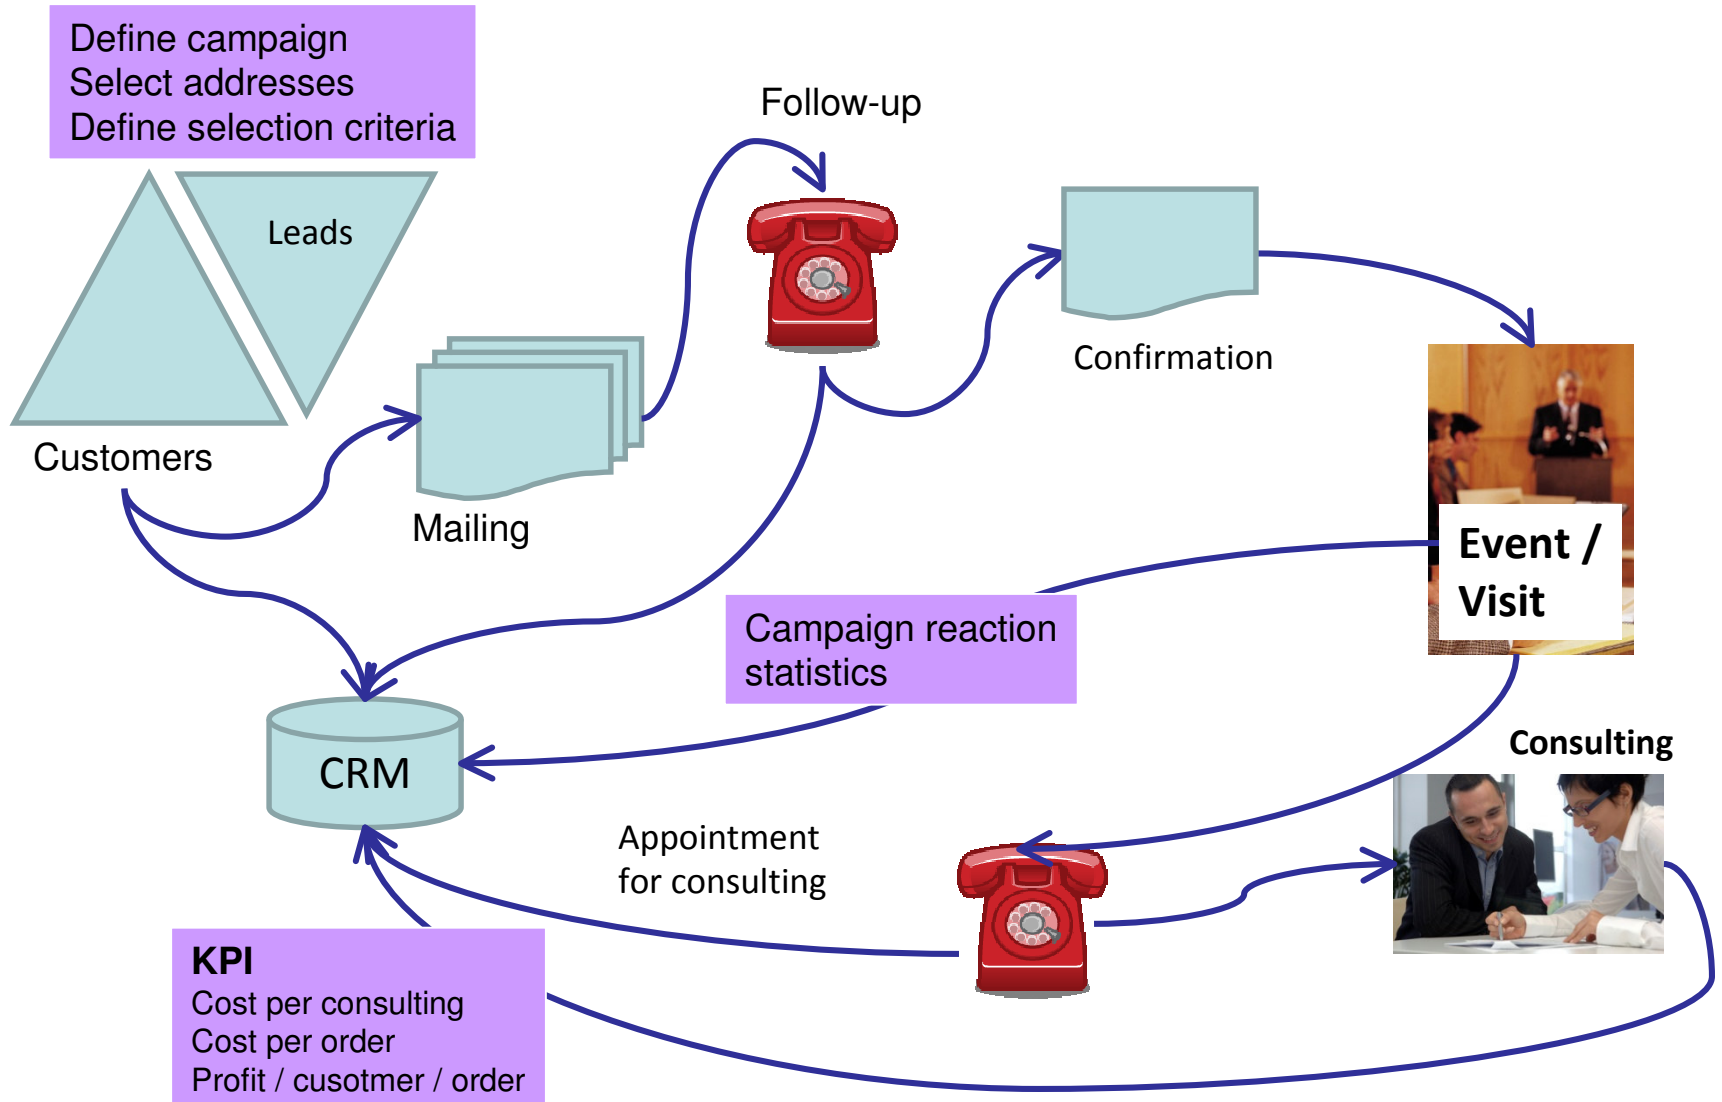 Define campaign
Select addresses
Define selection criteria
Follow-up
Leads
Confirmation
Customers
Mailing
Event /
Visit
Campaign reaction
statistics
Consulting
CRM
Appointment
for consulting
KPI
Cost per consulting
Cost per order
Profit / cusotmer / order